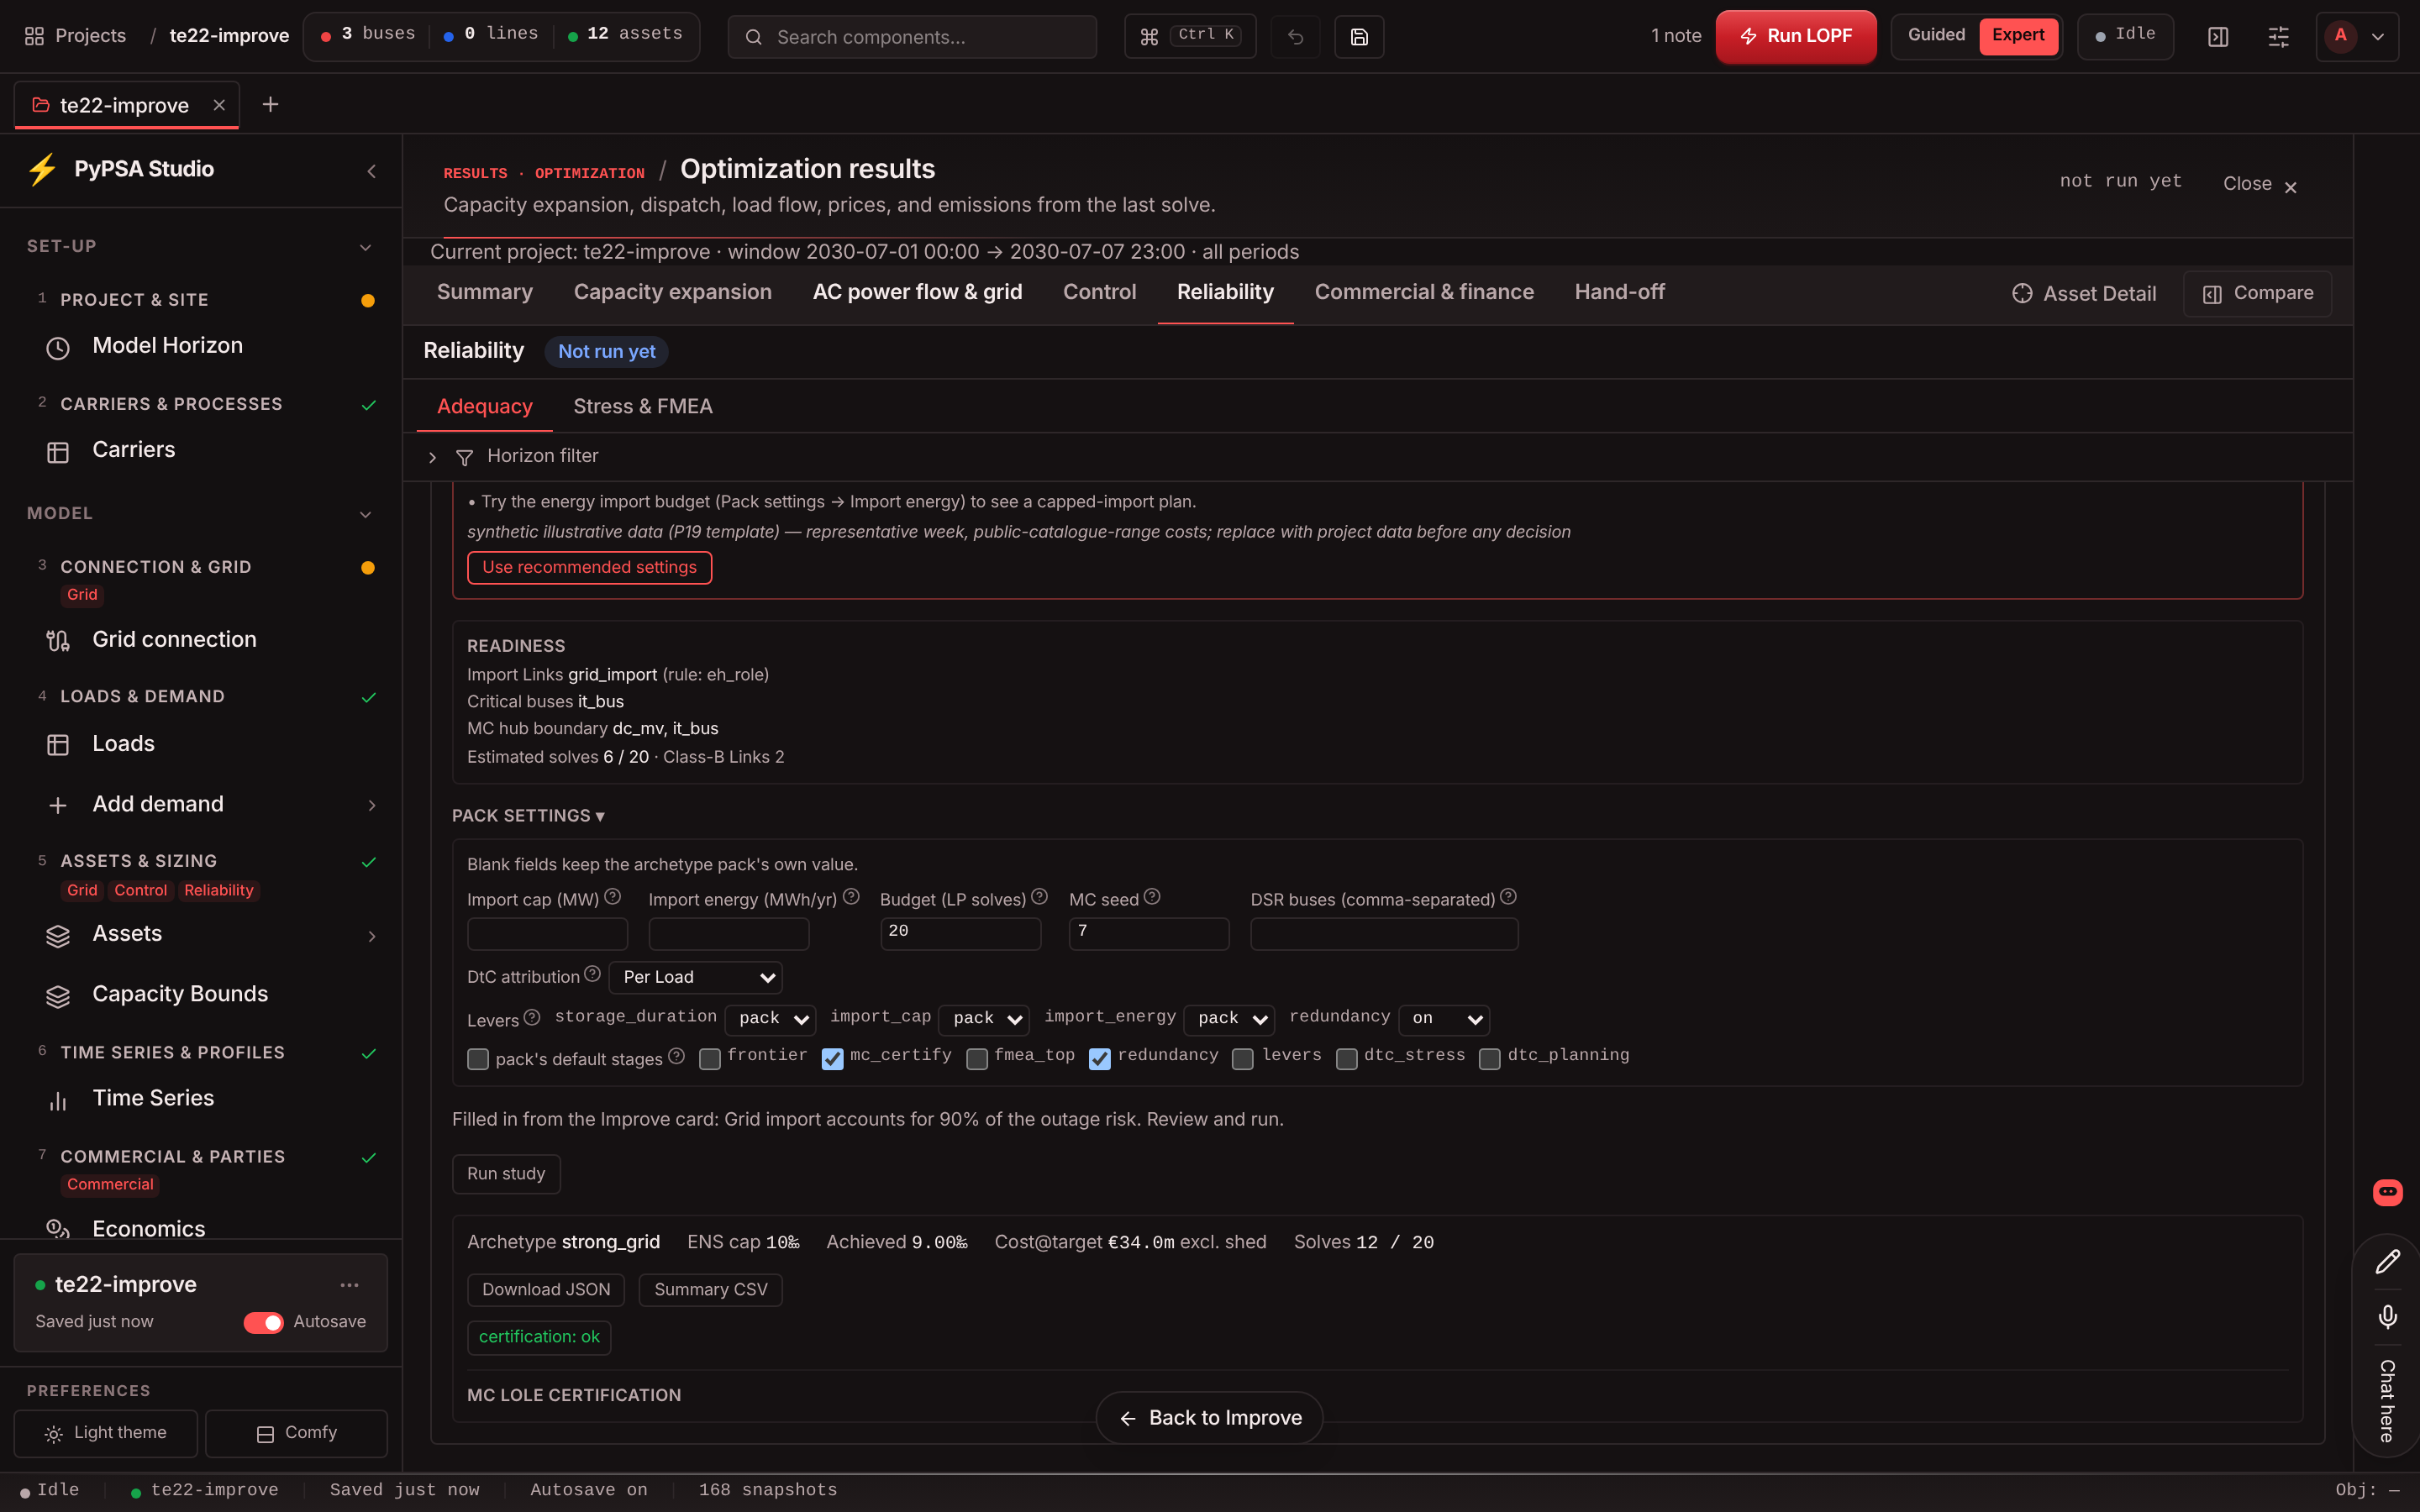 Projects / te22-improve
3 buses 0 lines 12 assets
Search components...
Ctrl K
1 note
Run LOPF
Guided Expert
Idle
A
te22-improve
PyPSA Studio
SET-UP
1 PROJECT & SITE
Model Horizon
2 CARRIERS & PROCESSES
Carriers
MODEL
3 CONNECTION & GRID
Grid
Grid connection
4 LOADS & DEMAND
Loads
Add demand
5 ASSETS & SIZING
Grid Control Reliability
Assets
Capacity Bounds
6 TIME SERIES & PROFILES
Time Series
7 COMMERCIAL & PARTIES
Commercial
Economics
te22-improve
Saved just now
Autosave
PREFERENCES
Light theme
Comfy
RESULTS · OPTIMIZATION / Optimization results
Capacity expansion, dispatch, load flow, prices, and emissions from the last solve.
not run yet
Close
Current project: te22-improve · window 2030-07-01 00:00 → 2030-07-07 23:00 · all periods
Summary Capacity expansion AC power flow & grid Control Reliability Commercial & finance Hand-off
Asset Detail
Compare
Reliability Not run yet
Adequacy Stress & FMEA
Horizon filter
• Try the energy import budget (Pack settings → Import energy) to see a capped-import plan.
synthetic illustrative data (P19 template) — representative week, public-catalogue-range costs; replace with project data before any decision
Use recommended settings
READINESS
Import Links grid_import (rule: eh_role)
Critical buses it_bus
MC hub boundary dc_mv, it_bus
Estimated solves 6 / 20 · Class-B Links 2
PACK SETTINGS ▾
Blank fields keep the archetype pack's own value.
Import cap (MW) ? Import energy (MWh/yr) ? Budget (LP solves) ? MC seed ? DSR buses (comma-separated) ?
20 7
DtC attribution ? Per Load
Levers ? storage_duration pack import_cap pack import_energy pack redundancy on
pack's default stages ? frontier mc_certify fmea_top redundancy levers dtc_stress dtc_planning
Filled in from the Improve card: Grid import accounts for 90% of the outage risk. Review and run.
Run study
Archetype strong_grid ENS cap 10‰ Achieved 9.00‰ Cost@target €34.0m excl. shed Solves 12 / 20
Download JSON Summary CSV
certification: ok
MC LOLE CERTIFICATION
← Back to Improve
Chat here
Idle te22-improve Saved just now Autosave on 168 snapshots
Obj: —